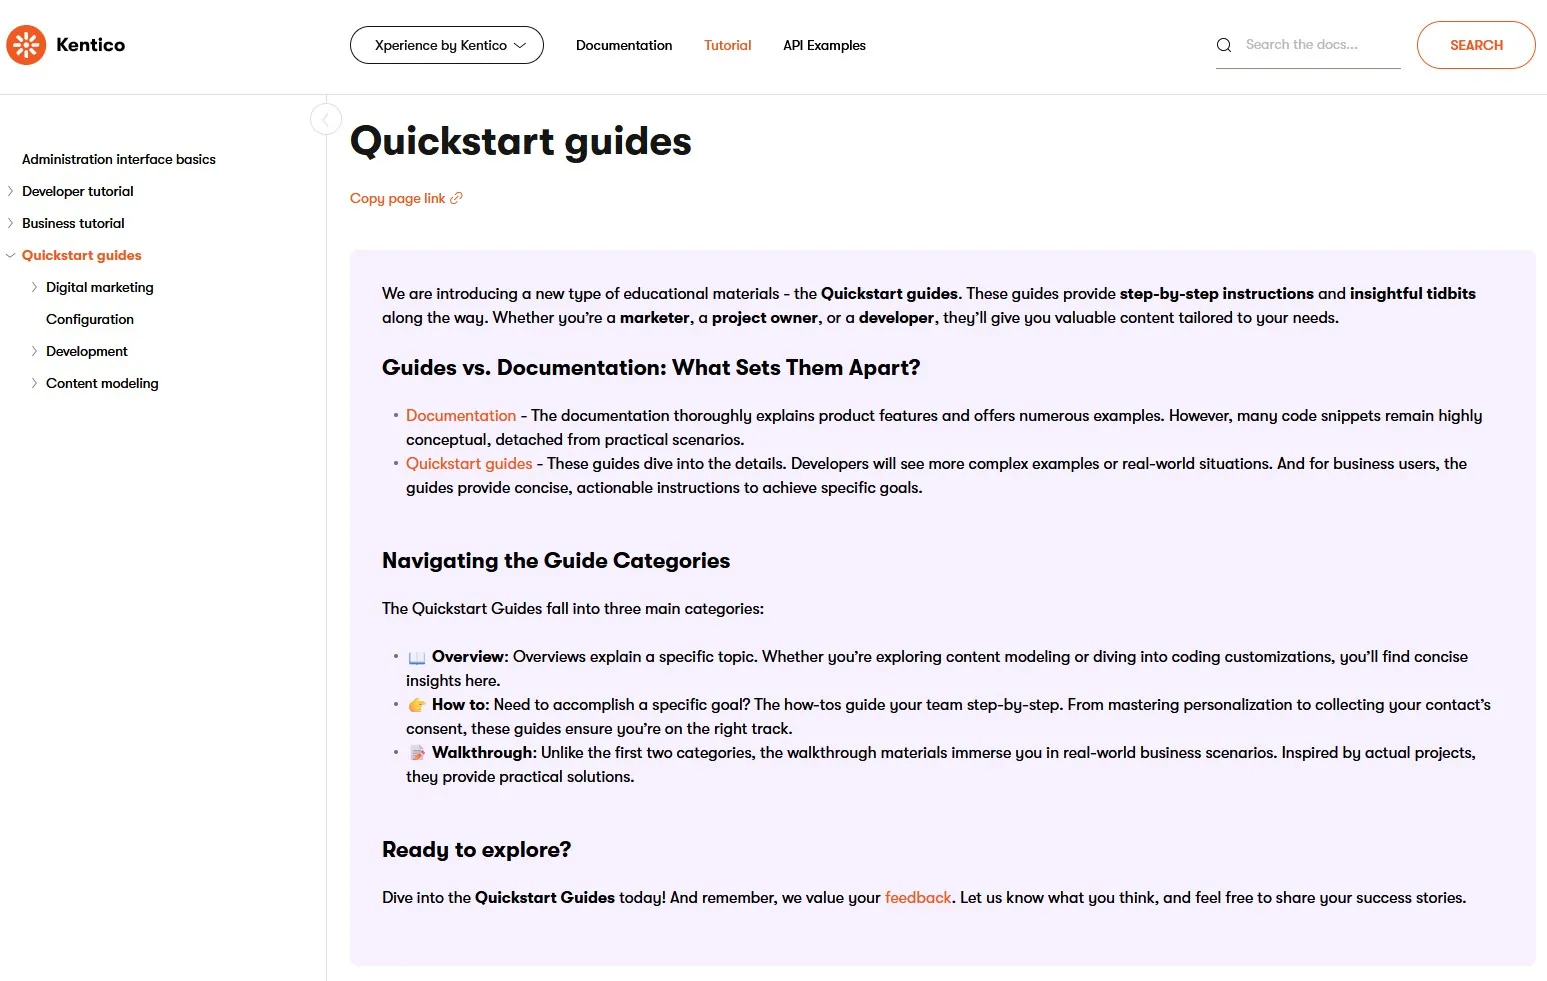 Kentico
Xperience by Kentico
Documentation
Tutorial
API Examples
Search the docs...
SEARCH
Administration interface basics
Developer tutorial
Business tutorial
Quickstart guides
Digital marketing
Configuration
Development
Content modeling
Quickstart guides
Copy page link
We are introducing a new type of educational materials - the Quickstart guides. These guides provide step-by-step instructions and insightful tidbits
along the way. Whether you're a marketer, a project owner, or a developer, they'll give you valuable content tailored to your needs.
Guides vs. Documentation: What Sets Them Apart?
• Documentation - The documentation thoroughly explains product features and offers numerous examples. However, many code snippets remain highly
conceptual, detached from practical scenarios.
• Quickstart guides - These guides dive into the details. Developers will see more complex examples or real-world situations. And for business users, the
guides provide concise, actionable instructions to achieve specific goals.
Navigating the Guide Categories
The Quickstart Guides fall into three main categories:
• 📖 Overview: Overviews explain a specific topic. Whether you're exploring content modeling or diving into coding customizations, you'll find concise
insights here.
• 👉 How to: Need to accomplish a specific goal? The how-tos guide your team step-by-step. From mastering personalization to collecting your contact's
consent, these guides ensure you're on the right track.
• 📝 Walkthrough: Unlike the first two categories, the walkthrough materials immerse you in real-world business scenarios. Inspired by actual projects,
they provide practical solutions.
Ready to explore?
Dive into the Quickstart Guides today! And remember, we value your feedback. Let us know what you think, and feel free to share your success stories.